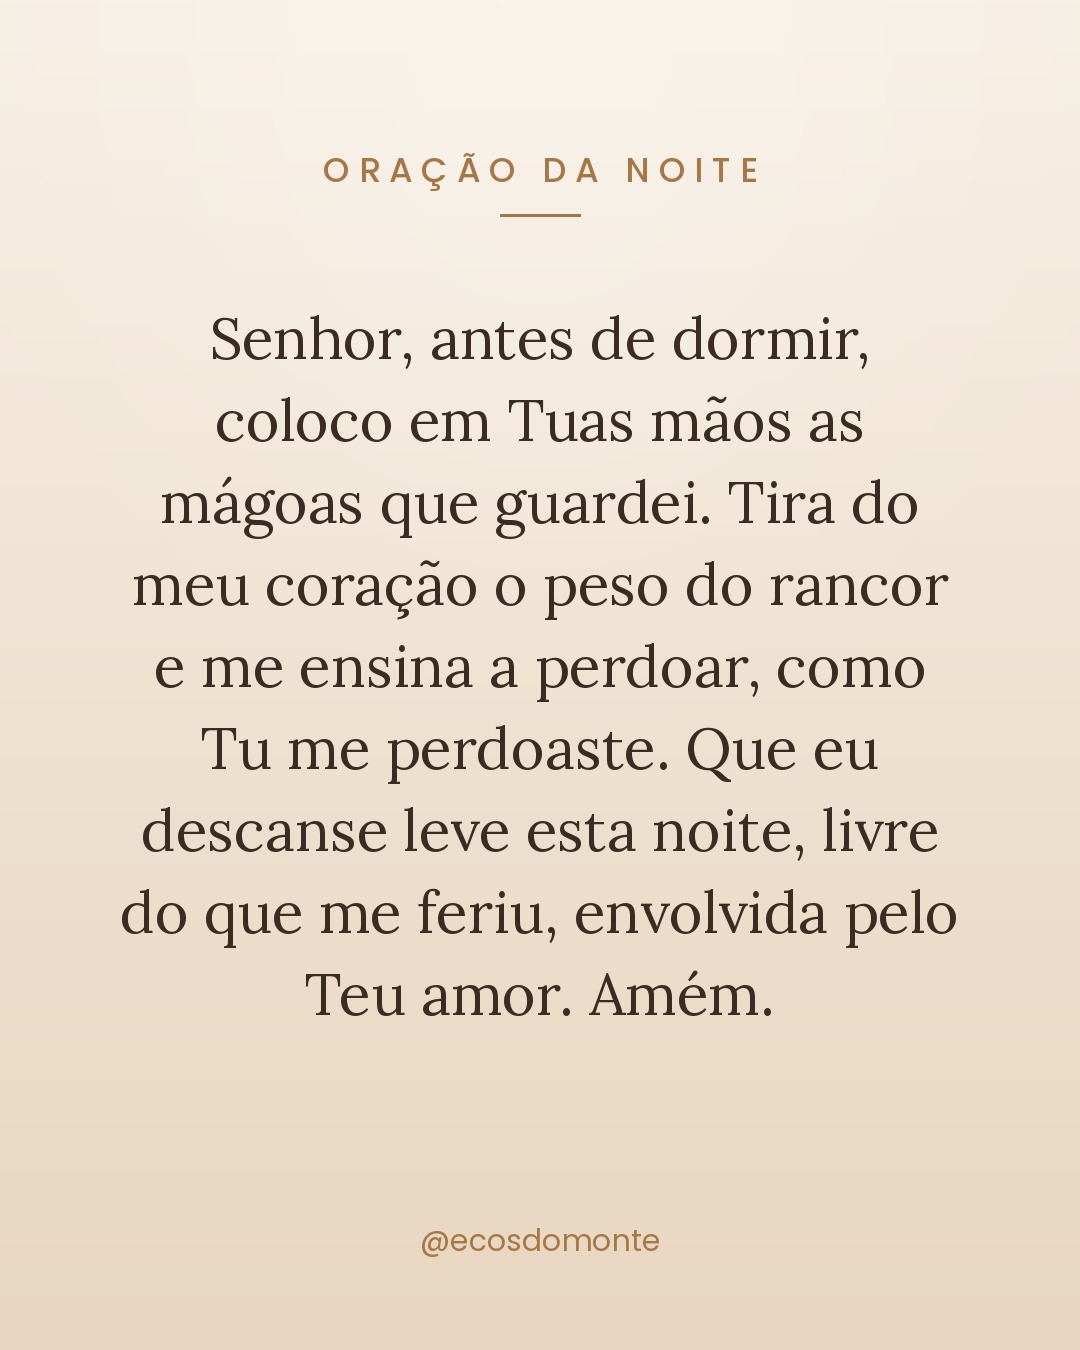 ORAÇÃO DA NOITE
Senhor, antes de dormir,
coloco em Tuas mãos as
mágoas que guardei. Tira do
meu coração o peso do rancor
e me ensina a perdoar, como
Tu me perdoaste. Que eu
descanse leve esta noite, livre
do que me feriu, envolvida pelo
Teu amor. Amém.
@ecosdomonte